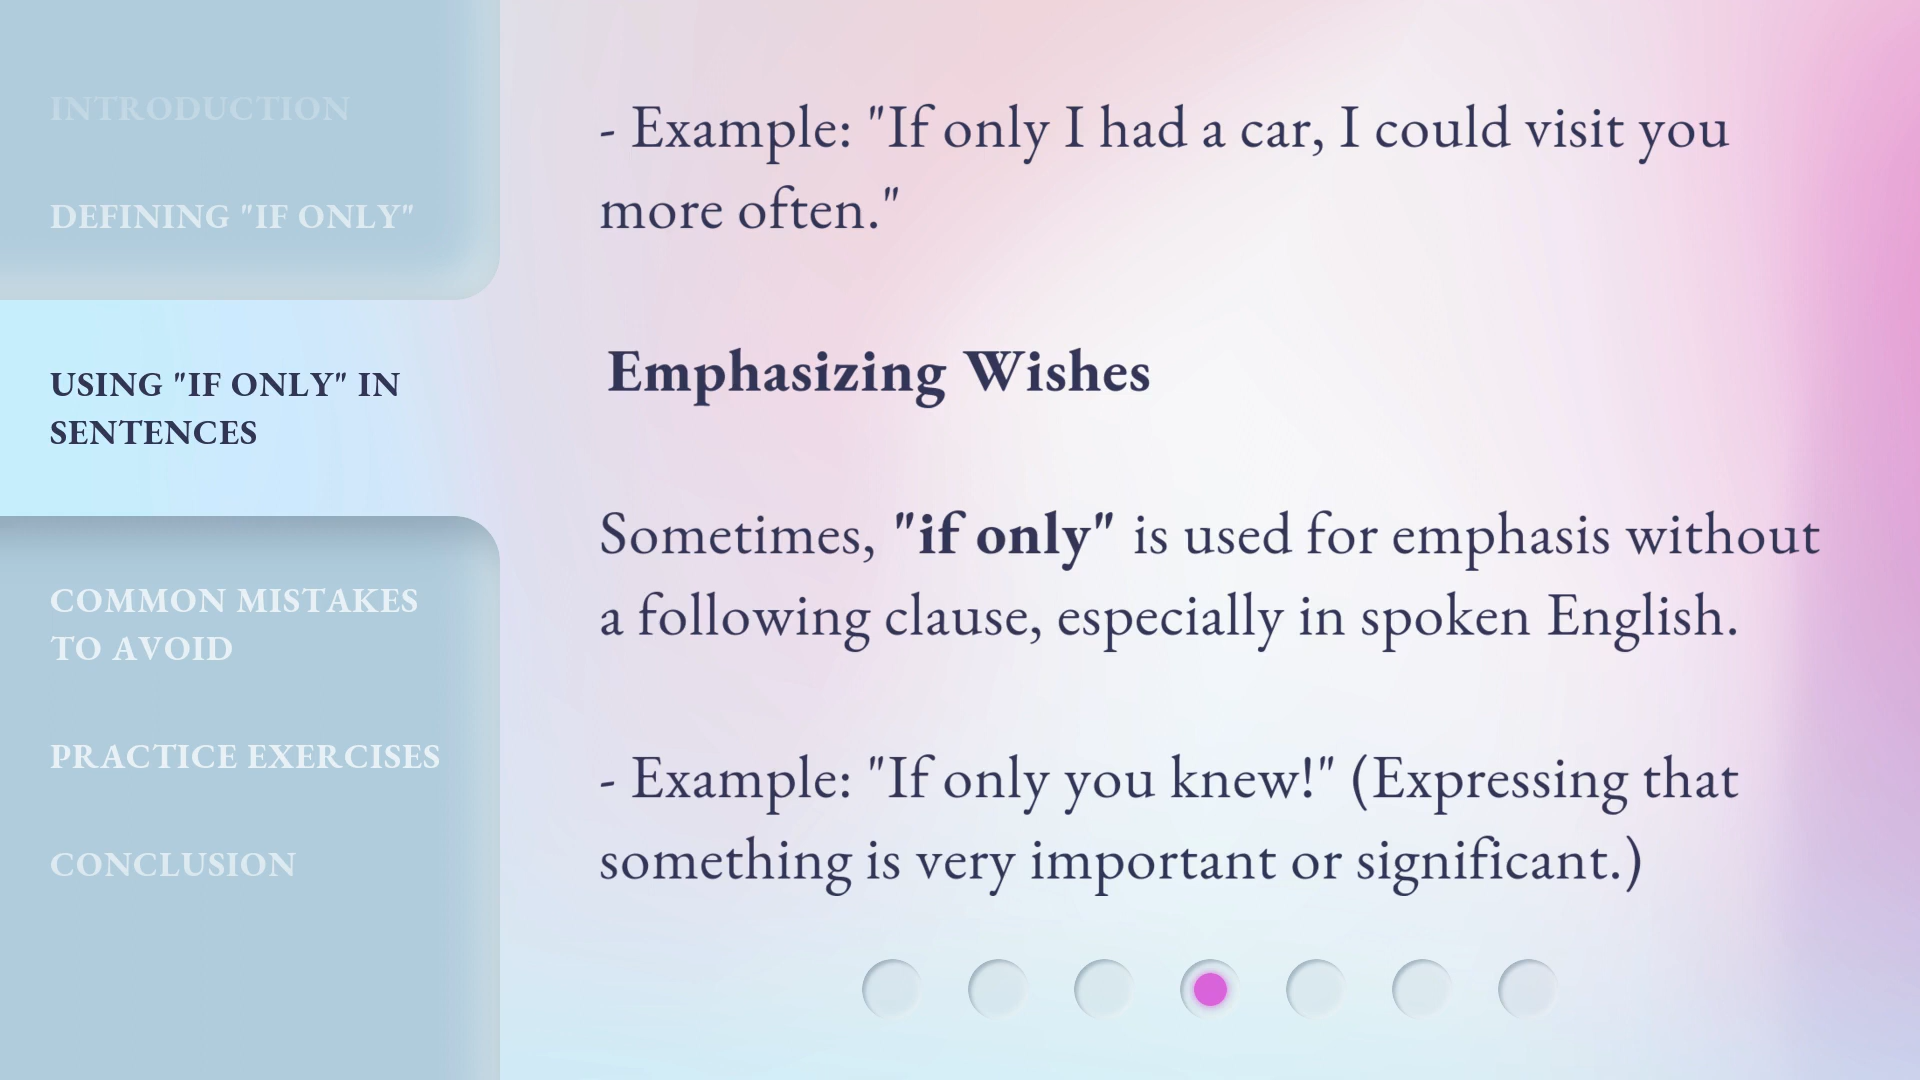 INTRODUCTION
DEFINING "IF ONLY"
USING "IF ONLY" IN
SENTENCES
COMMON MISTAKES
TO AVOID
PRACTICE EXERCISES
CONCLUSION
- Example: "If only I had a car, I could visit you
more often."
Emphasizing Wishes
Sometimes, "if only" is used for emphasis without
a following clause, especially in spoken English.
- Example: "If only you knew!" (Expressing that
something is very important or significant.)